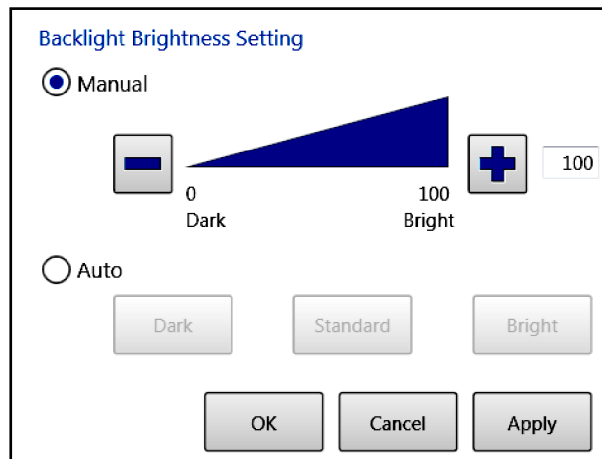 Backlight Brightness Setting
Manual
100
0 100
Dark Bright
Auto
Dark Standard Bright
OK Cancel Apply